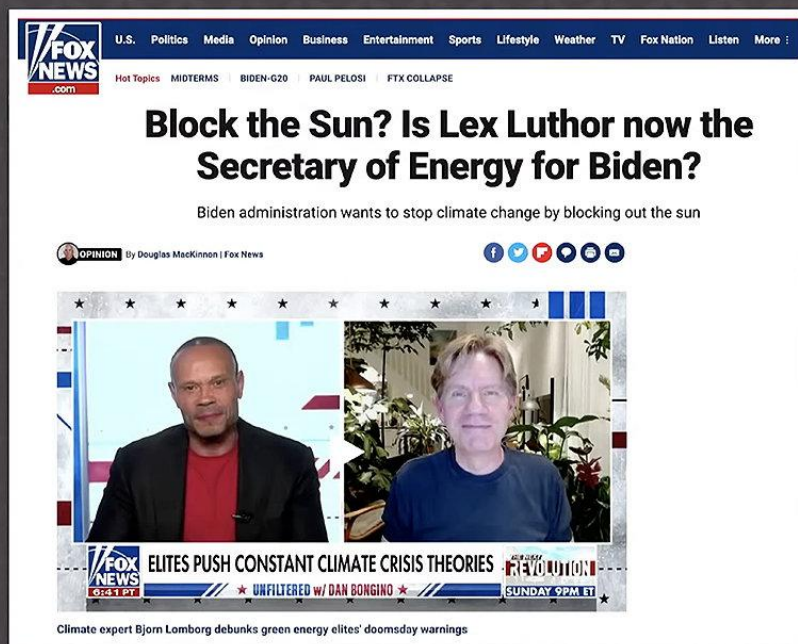 FOX
NEWS
.com
U.S. Politics Media Opinion Business Entertainment Sports Lifestyle Weather TV Fox Nation Listen More
Hot Topics MIDTERMS BIDEN-G20 PAUL PELOSI FTX COLLAPSE
Block the Sun? Is Lex Luthor now the
Secretary of Energy for Biden?
Biden administration wants to stop climate change by blocking out the sun
OPINION By Douglas MacKinnon | Fox News
FOX
NEWS
6:41 PT
ELITES PUSH CONSTANT CLIMATE CRISIS THEORIES
UNFILTERED w/ DAN BONGINO
THE NEXT
REVOLUTION
SUNDAY 9PM ET
Climate expert Bjorn Lomborg debunks green energy elites' doomsday warnings